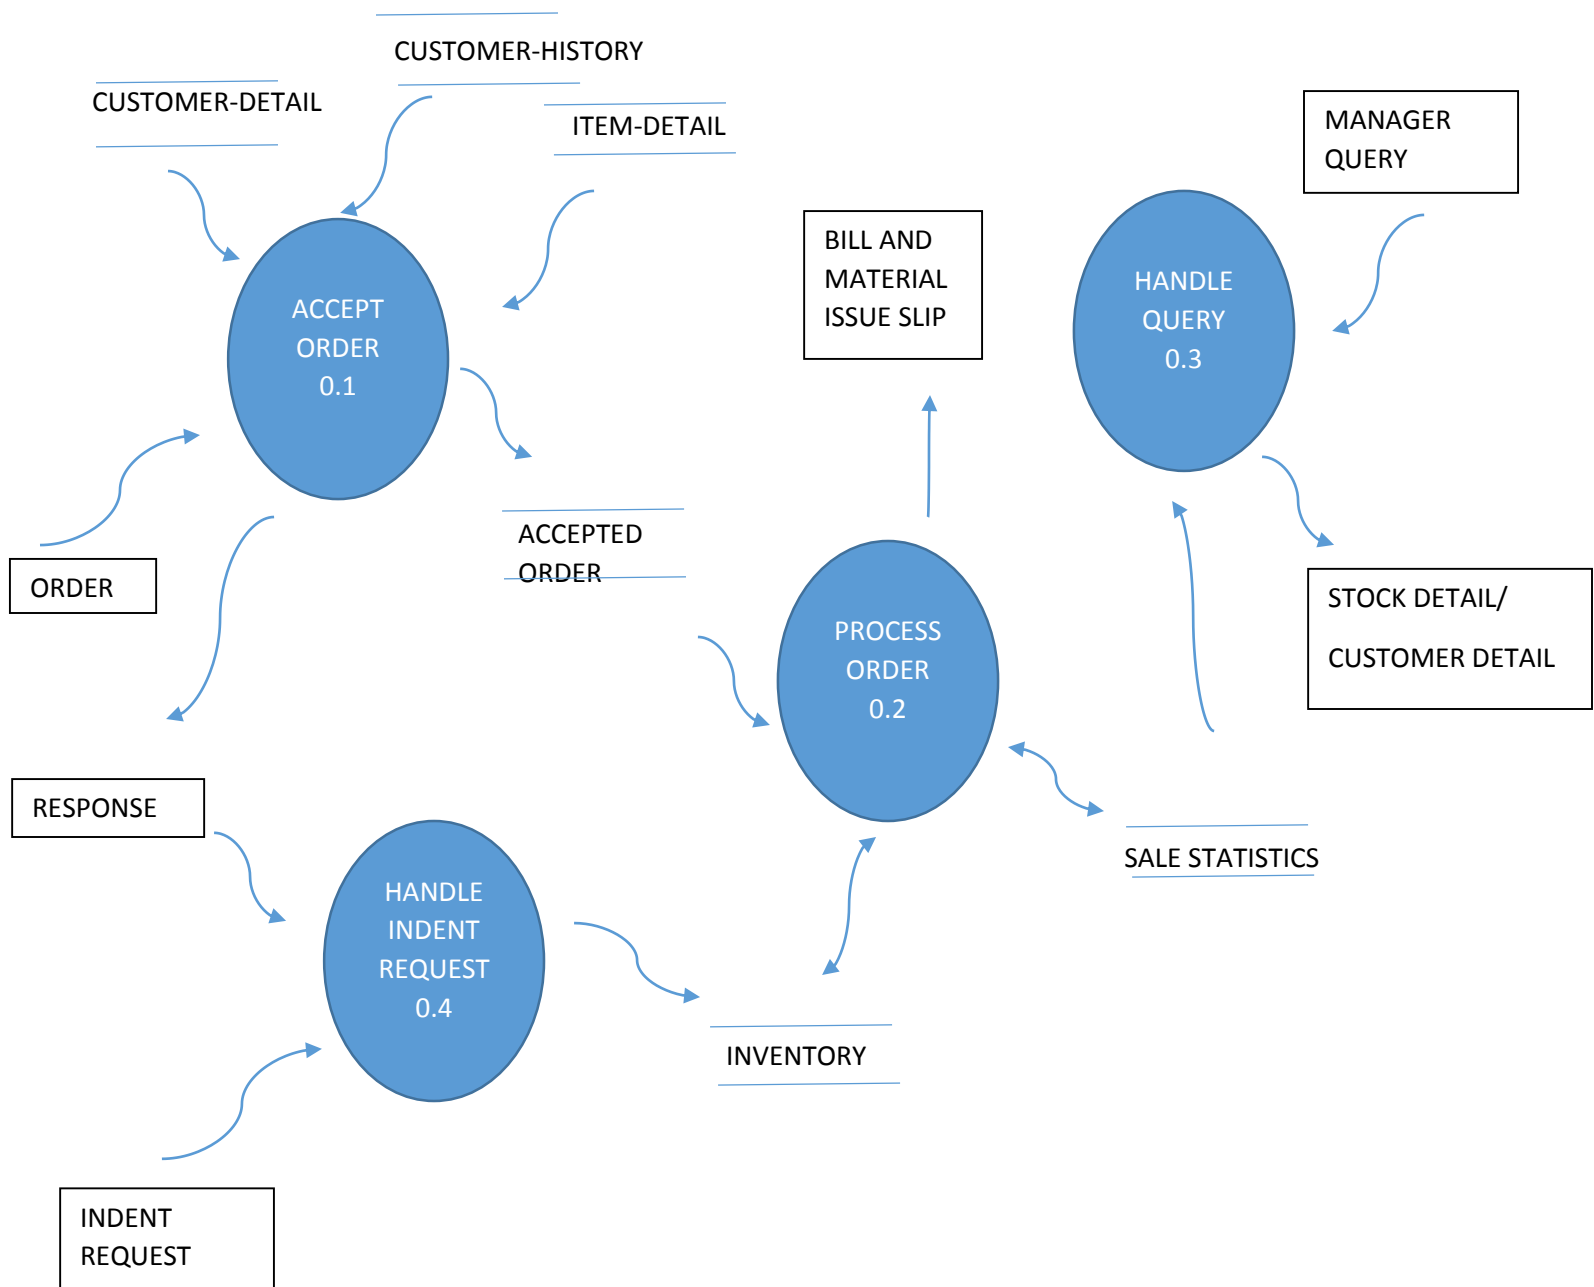 CUSTOMER-HISTORY
CUSTOMER-DETAIL
ITEM-DETAIL
MANAGER
QUERY
BILL AND
MATERIAL
ISSUE SLIP
HANDLE
QUERY
0.3
ACCEPT
ORDER
0.1
ACCEPTED
ORDER
ORDER
STOCK DETAIL/
CUSTOMER DETAIL
PROCESS
ORDER
0.2
RESPONSE
SALE STATISTICS
HANDLE
INDENT
REQUEST
0.4
INVENTORY
INDENT
REQUEST